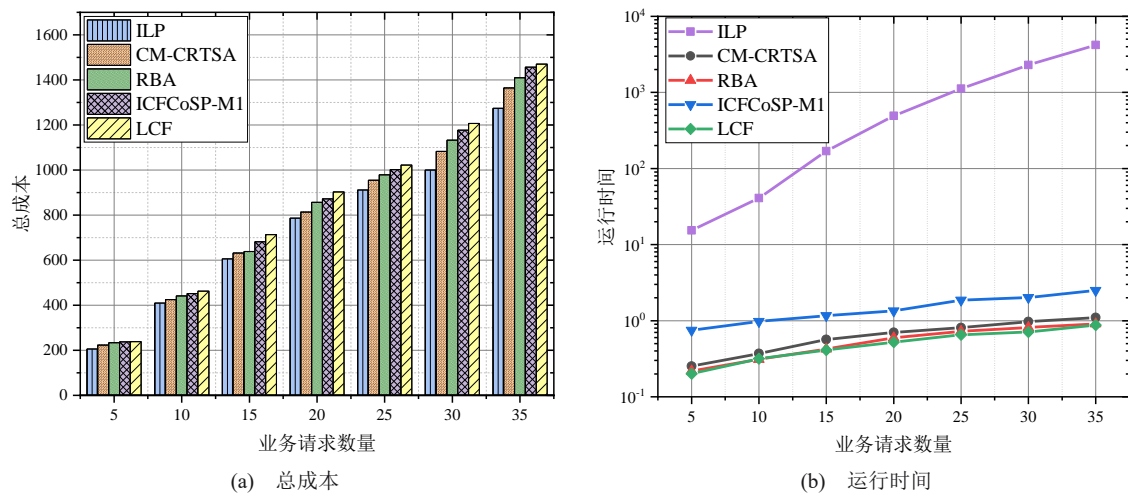 1600
1400
1200
1000
800
600
400
200
0
总成本
ILP
CM-CRTSA
RBA
ICFCoSP-M1
LCF
5 10 15 20 25 30 35
业务请求数量
(a) 总成本
10^4
10^3
10^2
10^1
10^0
10^-1
运行时间
ILP
CM-CRTSA
RBA
ICFCoSP-M1
LCF
5 10 15 20 25 30 35
业务请求数量
(b) 运行时间